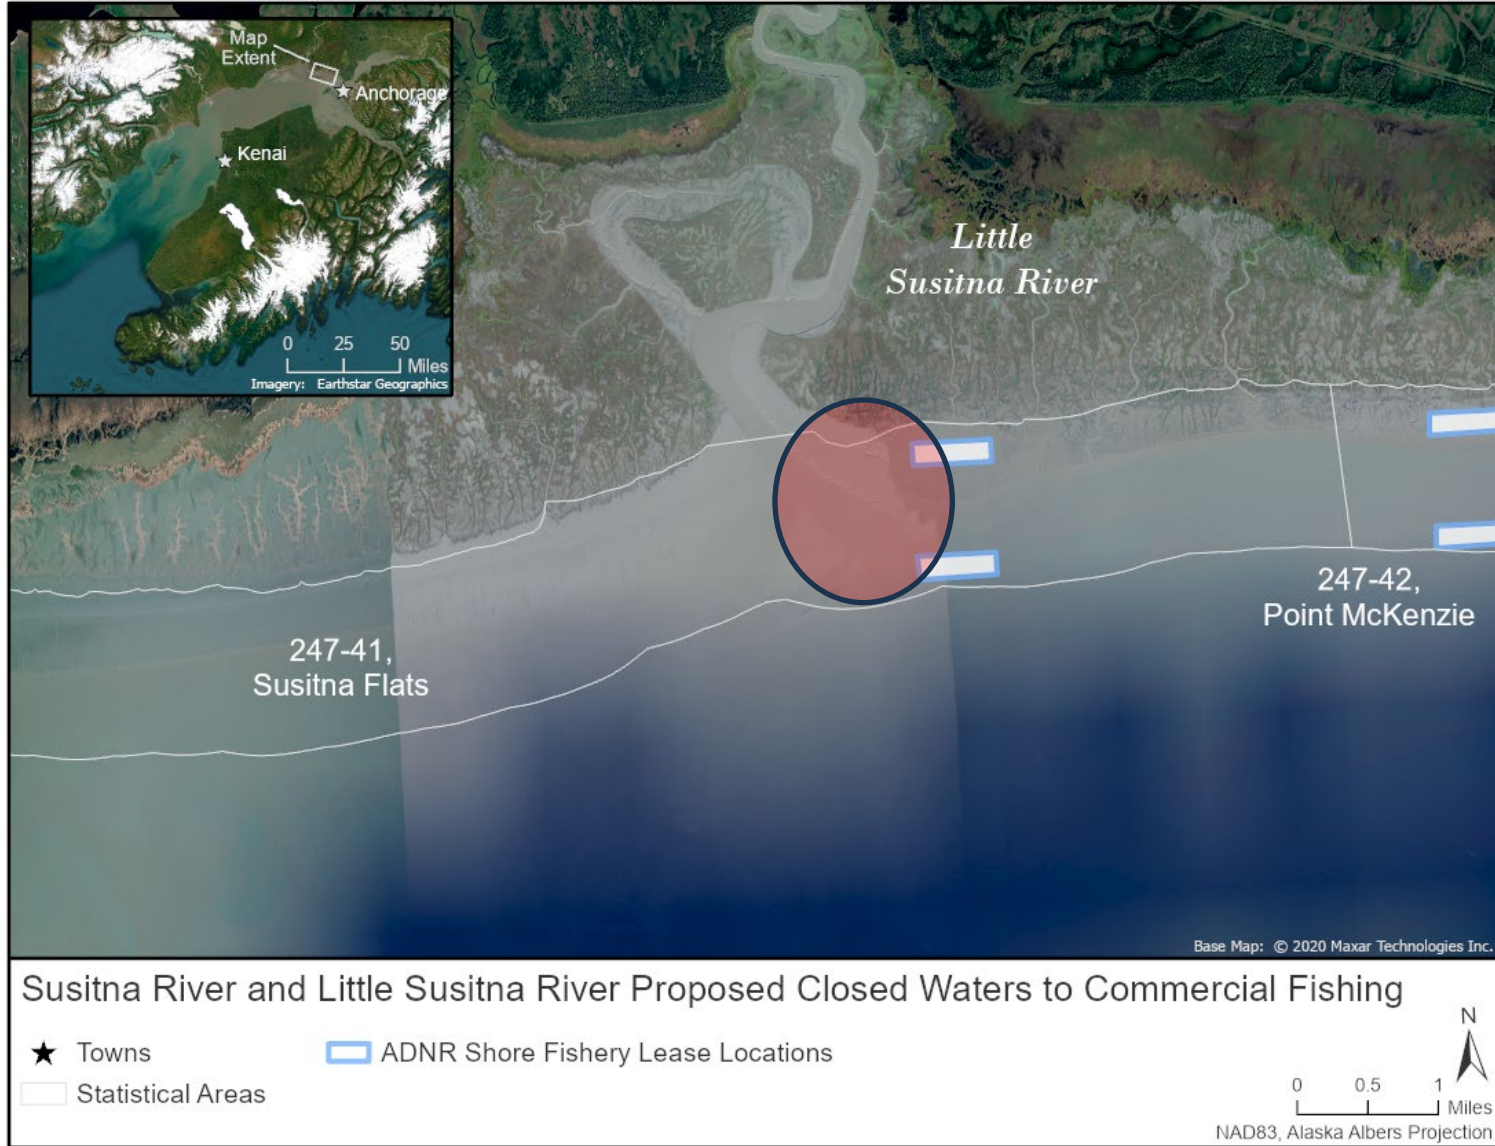 Map
Extent
Anchorage
Kenai
0 25 50
Miles
Imagery: Earthstar Geographics
Little
Susitna River
247-42,
Point McKenzie
247-41,
Susitna Flats
Base Map: © 2020 Maxar Technologies Inc.
Susitna River and Little Susitna River Proposed Closed Waters to Commercial Fishing
Towns
ADNR Shore Fishery Lease Locations
Statistical Areas
N
0 0.5 1
Miles
NAD83, Alaska Albers Projection